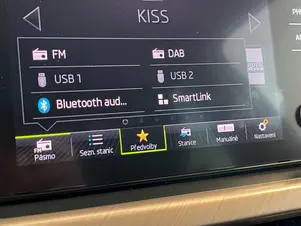 KISS
FM
DAB
USB 1
USB 2
Bluetooth aud...
SmartLink
FM
Pásmo
Sezn. stanic
Předvolby
Stanice
Manuálně
Nastavení